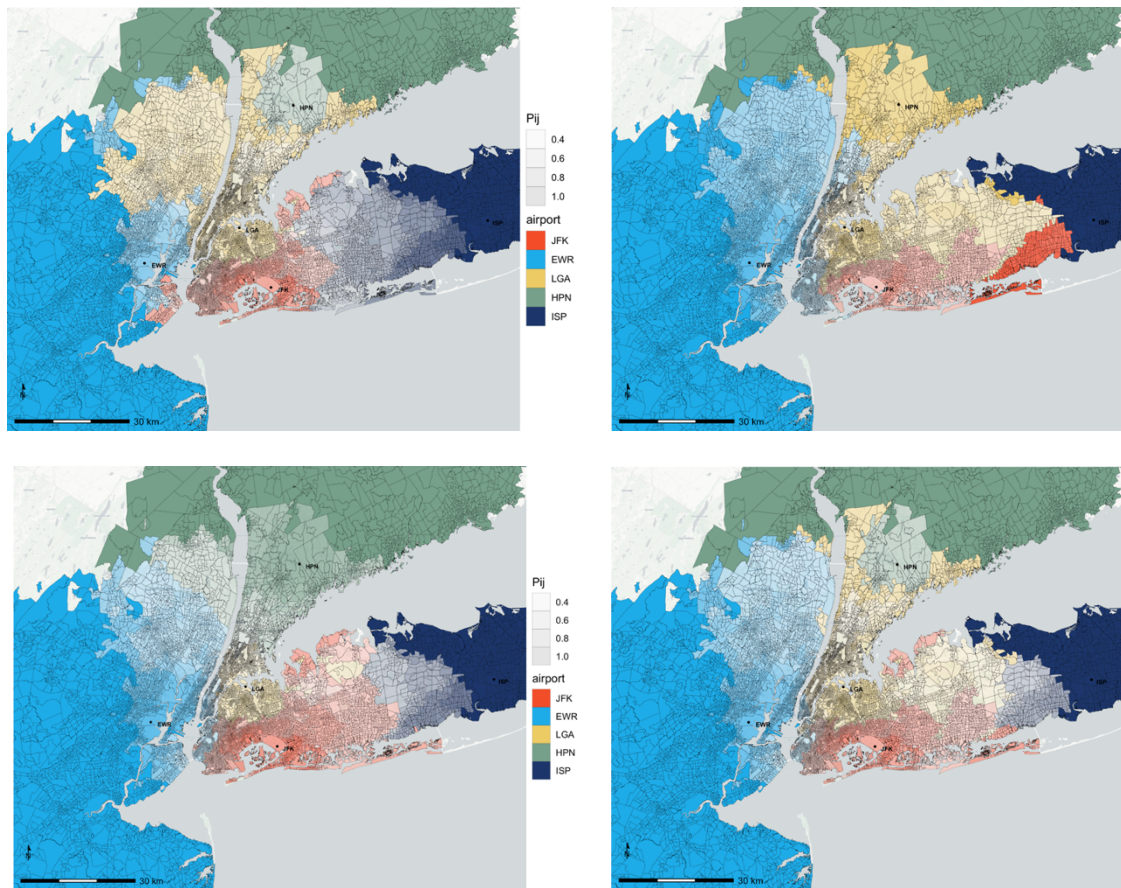 HPN
LGA
EWR
JFK
ISP
30 km
Pij
0.4
0.6
0.8
1.0
airport
JFK
EWR
LGA
HPN
ISP
HPN
LGA
EWR
JFK
ISP
30 km
HPN
LGA
EWR
JFK
ISP
30 km
Pij
0.4
0.6
0.8
1.0
airport
JFK
EWR
LGA
HPN
ISP
HPN
LGA
EWR
JFK
ISP
30 km